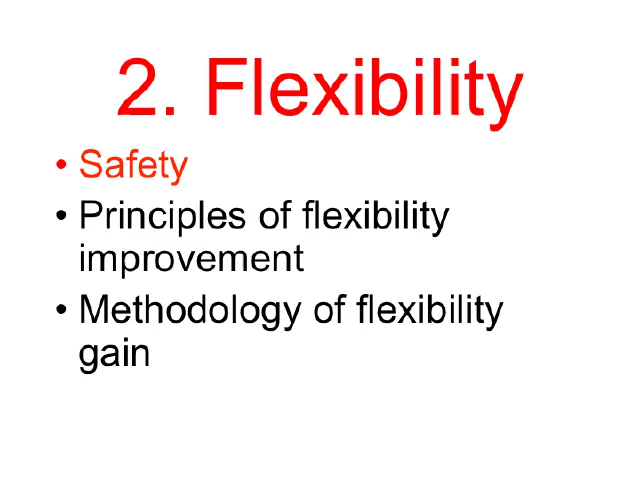 2. Flexibility
• Safety
• Principles of flexibility
improvement
• Methodology of flexibility
gain